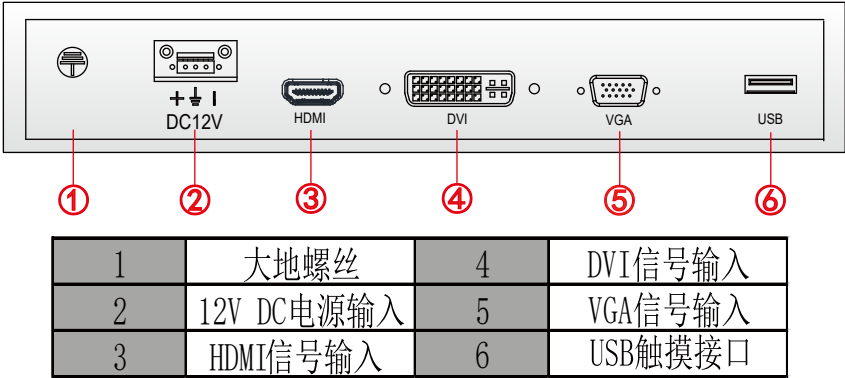 + ⏚ I
DC12V
HDMI
DVI
VGA
USB
① ② ③ ④ ⑤ ⑥
1 大地螺丝 4 DVI信号输入
2 12V DC电源输入 5 VGA信号输入
3 HDMI信号输入 6 USB触摸接口